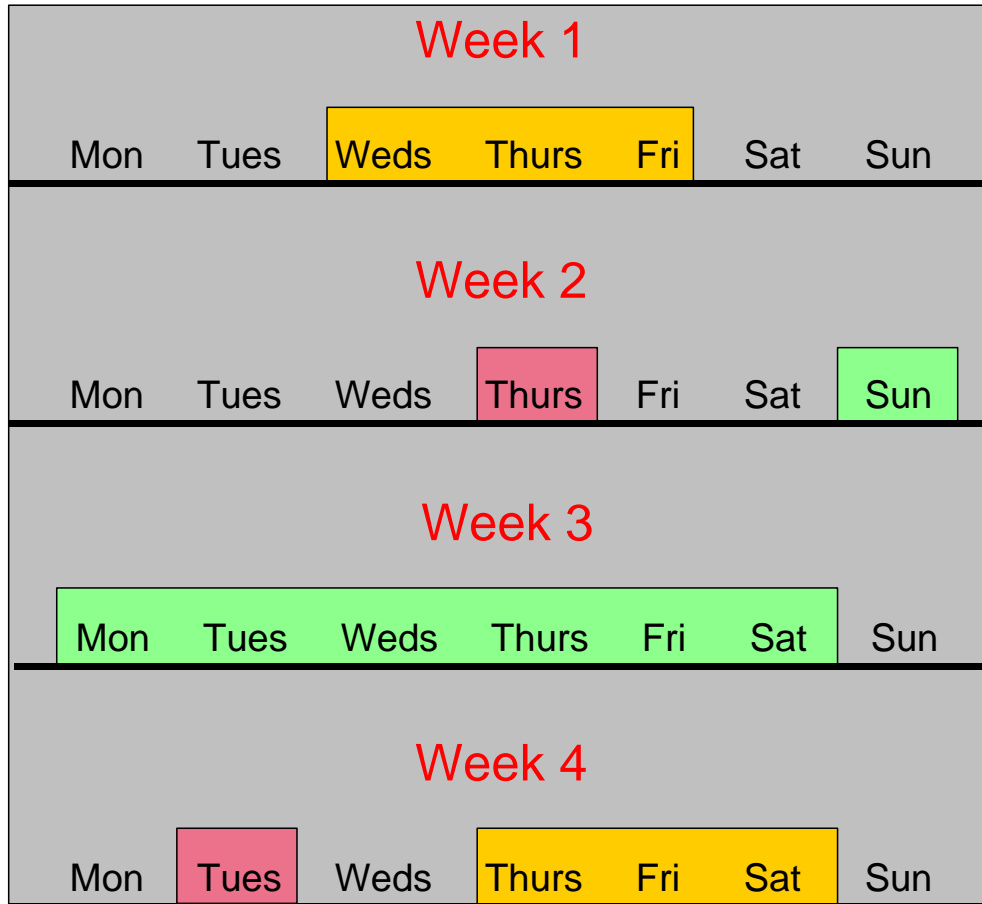 Week 1
Mon Tues Weds Thurs Fri Sat Sun
Week 2
Mon Tues Weds Thurs Fri Sat Sun
Week 3
Mon Tues Weds Thurs Fri Sat Sun
Week 4
Mon Tues Weds Thurs Fri Sat Sun